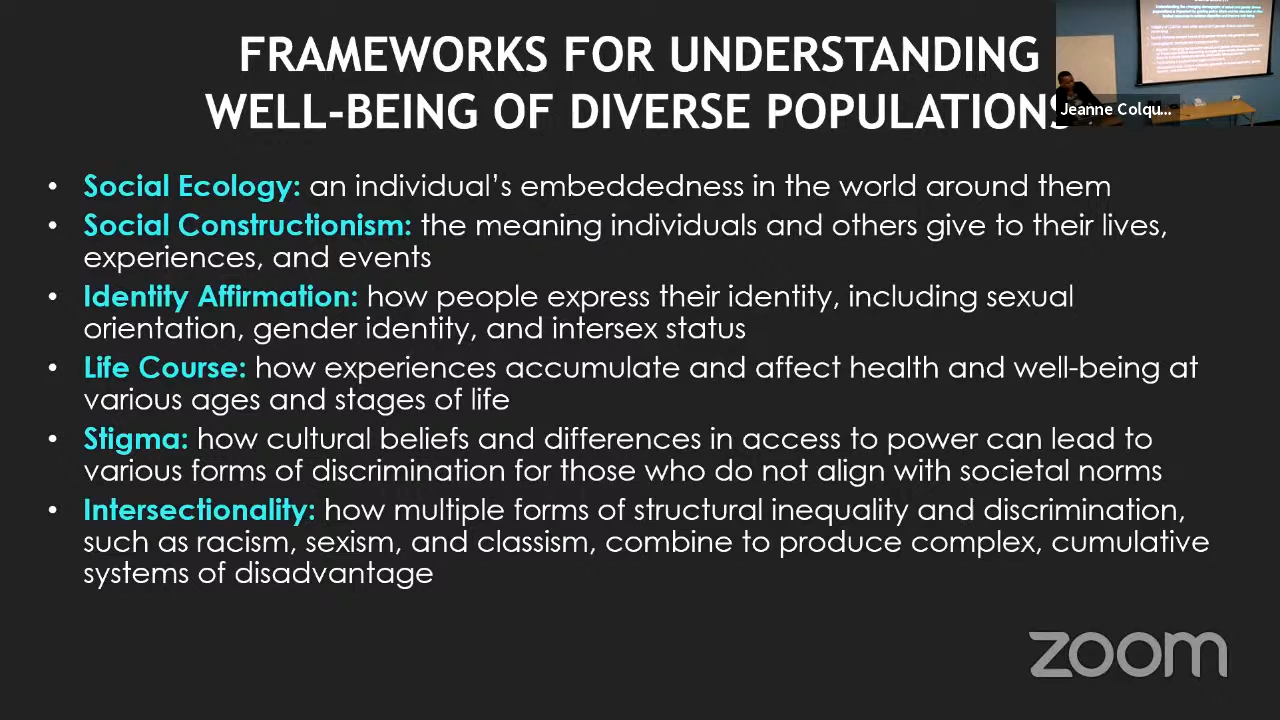 FRAMEWORKS FOR UNDERSTANDING
WELL-BEING OF DIVERSE POPULATIONS
Jeanne Colqu...
• Social Ecology: an individual’s embeddedness in the world around them
• Social Constructionism: the meaning individuals and others give to their lives,
experiences, and events
• Identity Affirmation: how people express their identity, including sexual
orientation, gender identity, and intersex status
• Life Course: how experiences accumulate and affect health and well-being at
various ages and stages of life
• Stigma: how cultural beliefs and differences in access to power can lead to
various forms of discrimination for those who do not align with societal norms
• Intersectionality: how multiple forms of structural inequality and discrimination,
such as racism, sexism, and classism, combine to produce complex, cumulative
systems of disadvantage
zoom